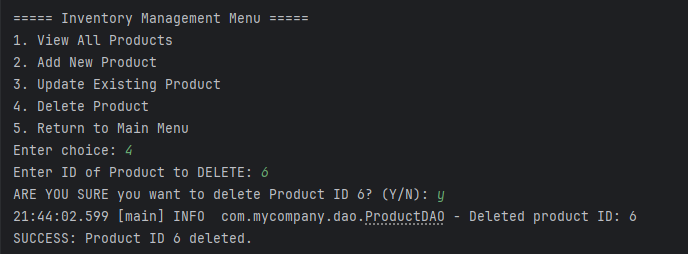 ===== Inventory Management Menu =====
1. View All Products
2. Add New Product
3. Update Existing Product
4. Delete Product
5. Return to Main Menu
Enter choice: 4
Enter ID of Product to DELETE: 6
ARE YOU SURE you want to delete Product ID 6? (Y/N): y
21:44:02.599 [main] INFO  com.mycompany.dao.ProductDAO - Deleted product ID: 6
SUCCESS: Product ID 6 deleted.